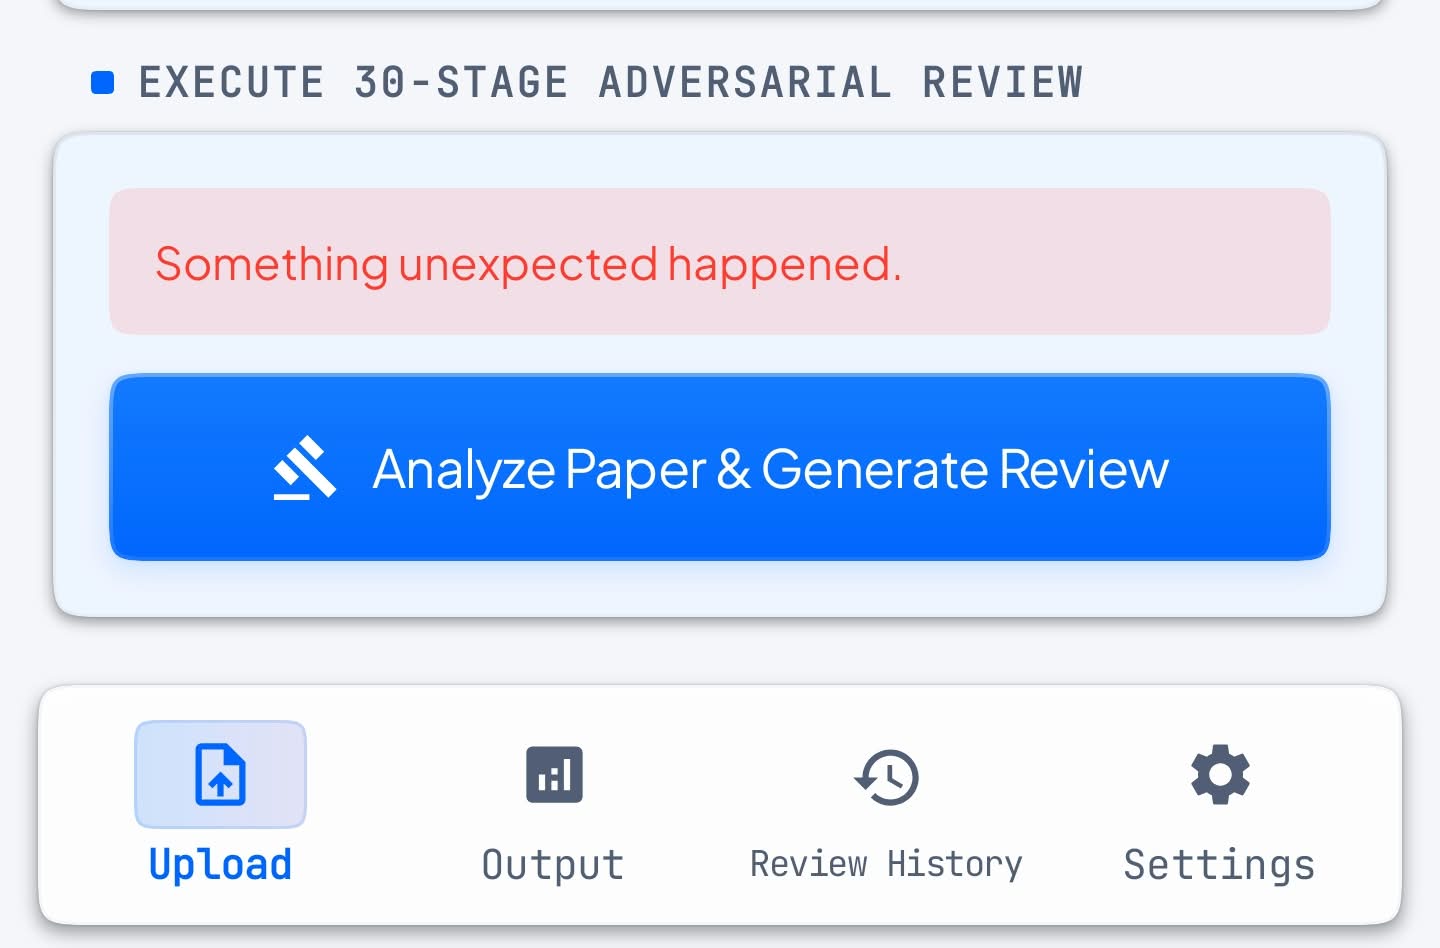 EXECUTE 30-STAGE ADVERSARIAL REVIEW
Something unexpected happened.
Analyze Paper & Generate Review
Upload
Output
Review History
Settings